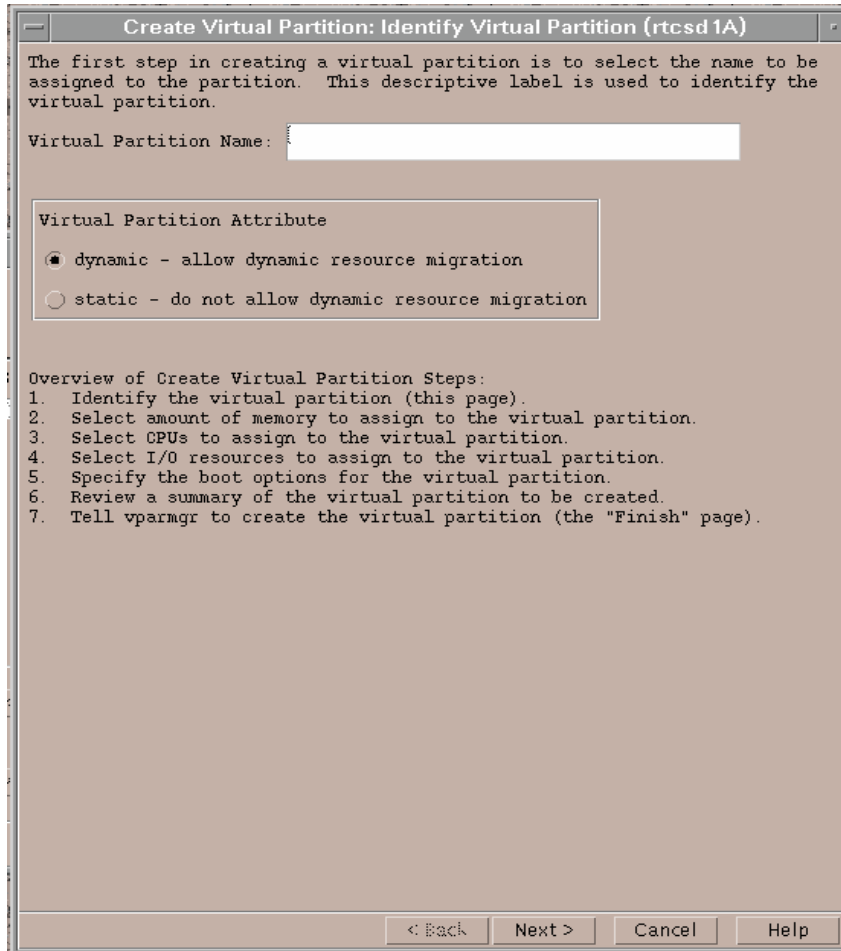 Create Virtual Partition: Identify Virtual Partition (rtcsd1A)
The first step in creating a virtual partition is to select the name to be
assigned to the partition.  This descriptive label is used to identify the
virtual partition.
Virtual Partition Name:
Virtual Partition Attribute
dynamic - allow dynamic resource migration
static - do not allow dynamic resource migration
Overview of Create Virtual Partition Steps:
1.  Identify the virtual partition (this page).
2.  Select amount of memory to assign to the virtual partition.
3.  Select CPUs to assign to the virtual partition.
4.  Select I/O resources to assign to the virtual partition.
5.  Specify the boot options for the virtual partition.
6.  Review a summary of the virtual partition to be created.
7.  Tell vparmgr to create the virtual partition (the "Finish" page).
< Back  Next >  Cancel  Help